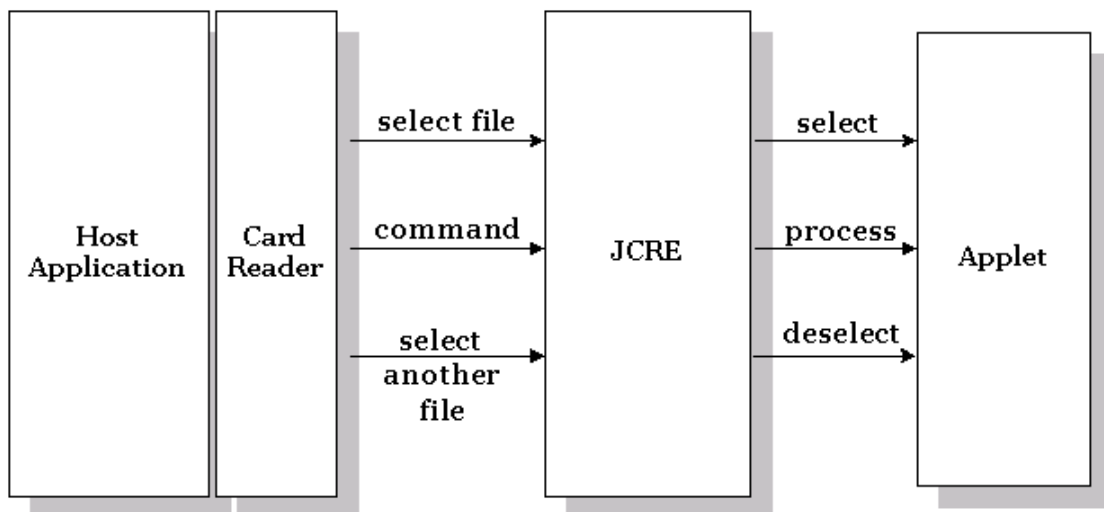 Host
Application
Card
Reader
select file
command
select
another
file
JCRE
select
process
deselect
Applet